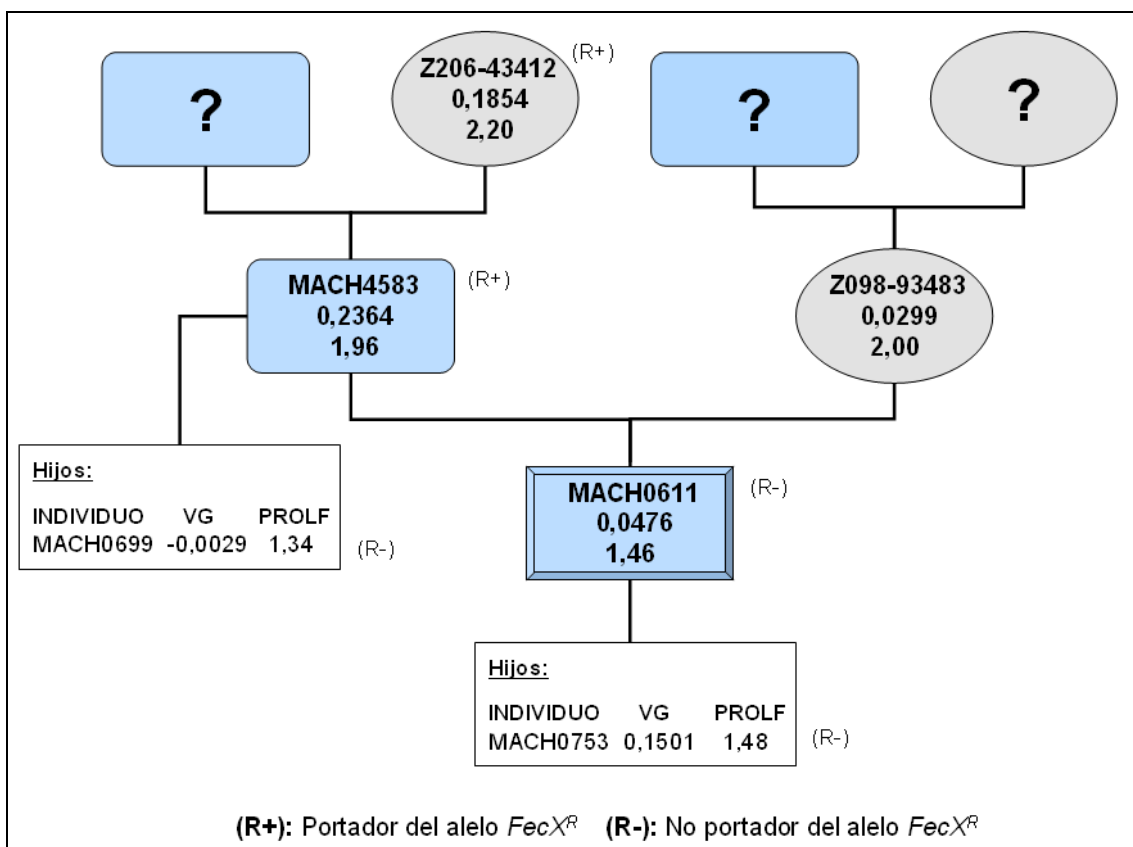 ?
Z206-43412
0,1854
2,20
(R+)
?
?
MACH4583
0,2364
1,96
(R+)
Z098-93483
0,0299
2,00
Hijos:
INDIVIDUO VG PROLF
MACH0699 -0,0029 1,34
(R-)
MACH0611
0,0476
1,46
(R-)
Hijos:
INDIVIDUO VG PROLF
MACH0753 0,1501 1,48
(R-)
(R+): Portador del alelo FecXᴿ (R-): No portador del alelo FecXᴿ